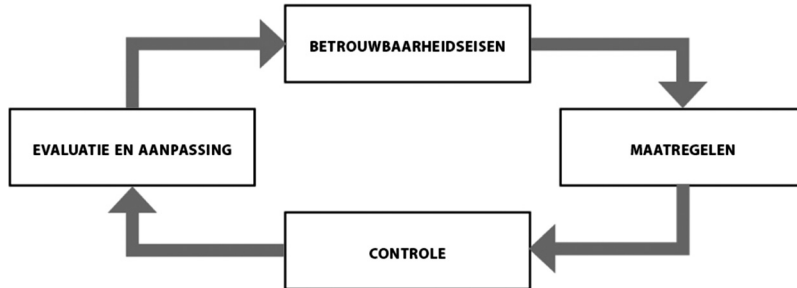 BETROUWBAARHEIDSEISEN
EVALUATIE EN AANPASSING
MAATREGELEN
CONTROLE